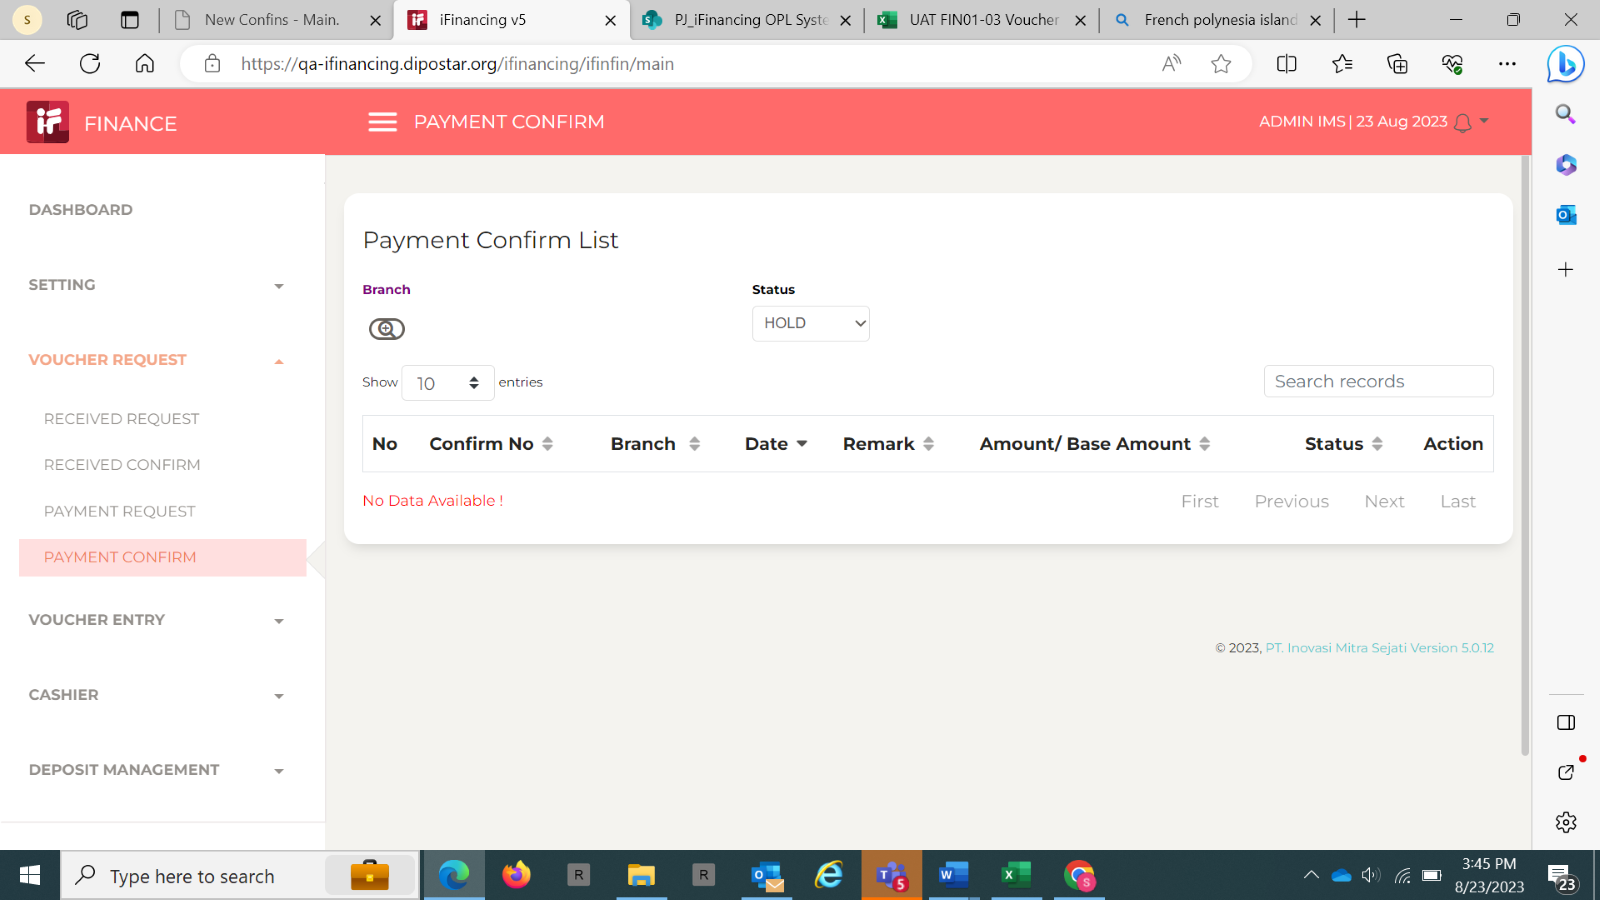 S
New Confins - Main.
iFinancing v5
PJ_iFinancing OPL Syste
UAT FIN01-03 Voucher
French polynesia island
https://qa-ifinancing.dipostar.org/ifinancing/ifinfin/main
iF
FINANCE
PAYMENT CONFIRM
ADMIN IMS | 23 Aug 2023
DASHBOARD
SETTING
VOUCHER REQUEST
RECEIVED REQUEST
RECEIVED CONFIRM
PAYMENT REQUEST
PAYMENT CONFIRM
VOUCHER ENTRY
CASHIER
DEPOSIT MANAGEMENT
Payment Confirm List
Branch
Status
HOLD
Show 10 entries
Search records
No Confirm No Branch Date Remark Amount/ Base Amount Status Action
No Data Available !
First Previous Next Last
© 2023, PT. Inovasi Mitra Sejati Version 5.0.12
Type here to search
R
R
5
3:45 PM
8/23/2023
23